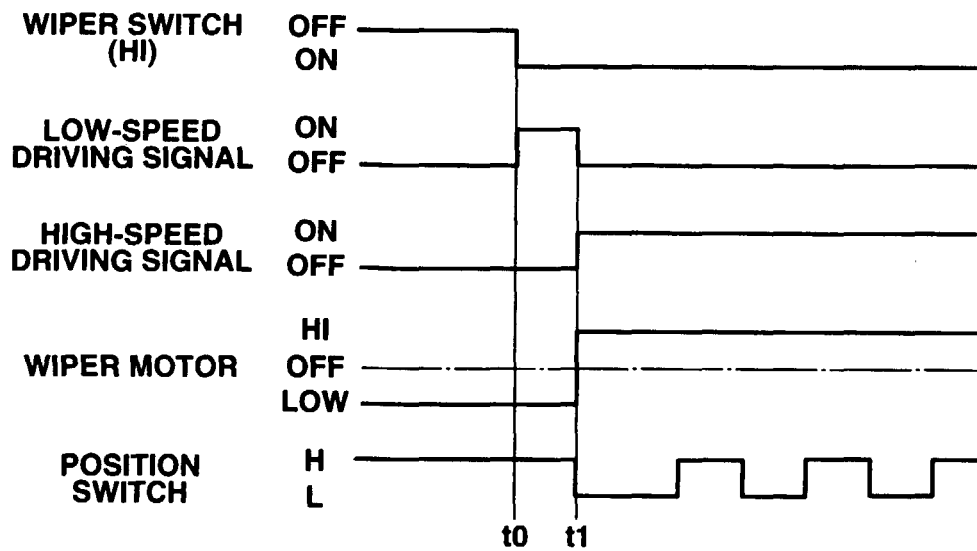 WIPER SWITCH
(HI)
OFF
ON
LOW-SPEED
DRIVING SIGNAL
ON
OFF
HIGH-SPEED
DRIVING SIGNAL
ON
OFF
WIPER MOTOR
HI
OFF
LOW
POSITION
SWITCH
H
L
t0
t1